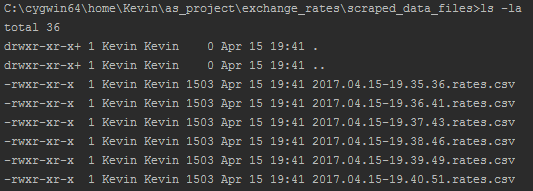 C:\cygwin64\home\Kevin\as_project\exchange_rates\scraped_data_files>ls -la
total 36
drwxr-xr-x+ 1 Kevin Kevin    0 Apr 15 19:41 .
drwxr-xr-x+ 1 Kevin Kevin    0 Apr 15 19:41 ..
-rwxr-xr-x  1 Kevin Kevin 1503 Apr 15 19:41 2017.04.15-19.35.36.rates.csv
-rwxr-xr-x  1 Kevin Kevin 1503 Apr 15 19:41 2017.04.15-19.36.41.rates.csv
-rwxr-xr-x  1 Kevin Kevin 1503 Apr 15 19:41 2017.04.15-19.37.43.rates.csv
-rwxr-xr-x  1 Kevin Kevin 1503 Apr 15 19:41 2017.04.15-19.38.46.rates.csv
-rwxr-xr-x  1 Kevin Kevin 1503 Apr 15 19:41 2017.04.15-19.39.49.rates.csv
-rwxr-xr-x  1 Kevin Kevin 1503 Apr 15 19:41 2017.04.15-19.40.51.rates.csv